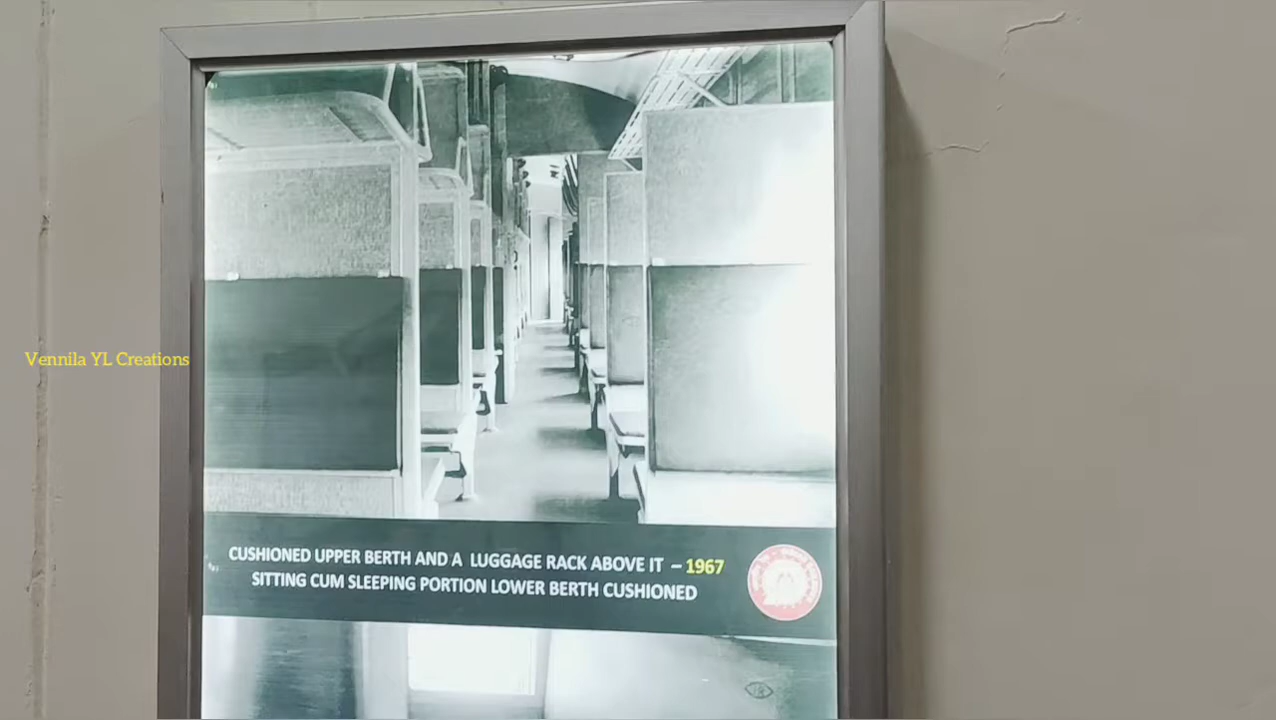 Vennila YL Creations
CUSHIONED UPPER BERTH AND A LUGGAGE RACK ABOVE IT – 1967
SITTING CUM SLEEPING PORTION LOWER BERTH CUSHIONED